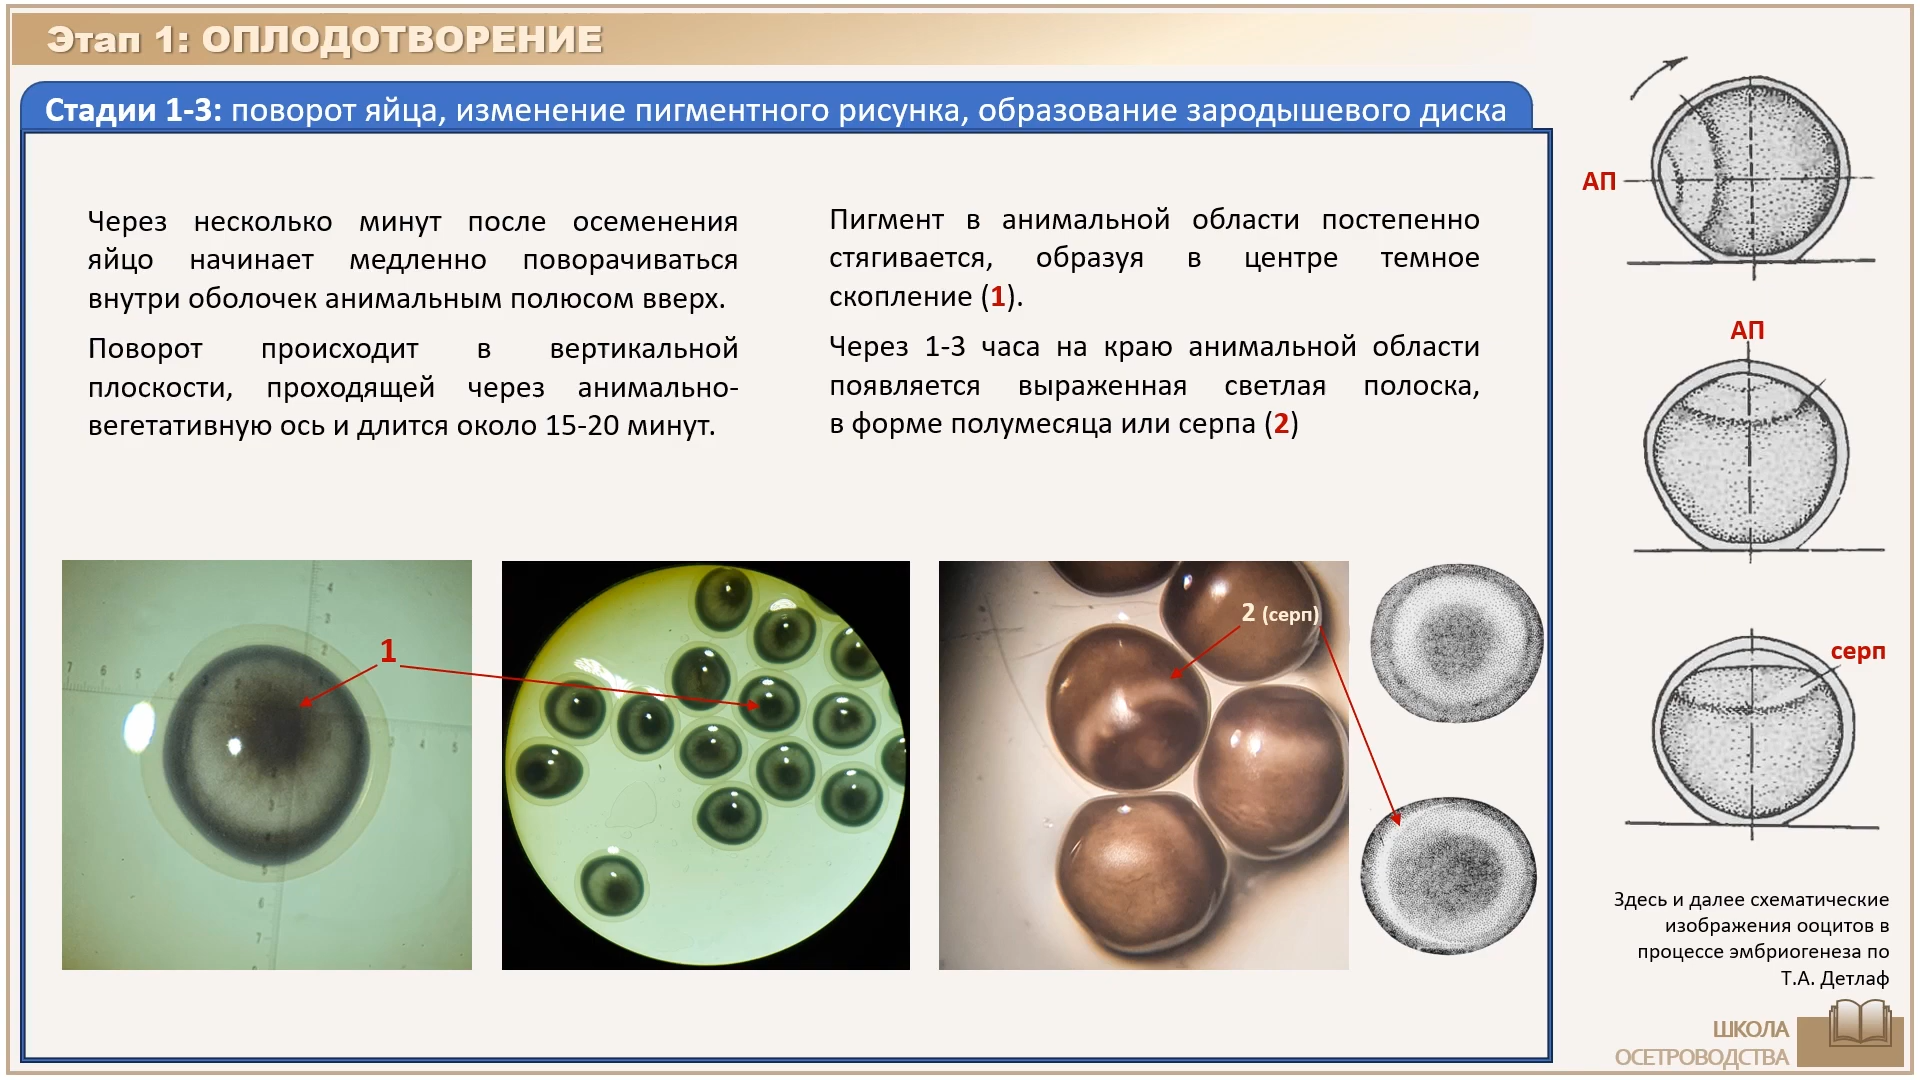 Этап 1: ОПЛОДОТВОРЕНИЕ
Стадии 1-3: поворот яйца, изменение пигментного рисунка, образование зародышевого диска
Через несколько минут после осеменения
яйцо начинает медленно поворачиваться
внутри оболочек анимальным полюсом вверх.
Поворот происходит в вертикальной
плоскости, проходящей через анимально-
вегетативную ось и длится около 15-20 минут.
Пигмент в анимальной области постепенно
стягивается, образуя в центре темное
скопление (1).
Через 1-3 часа на краю анимальной области
появляется выраженная светлая полоска,
в форме полумесяца или серпа (2)
1
2 (серп)
АП
АП
серп
Здесь и далее схематические
изображения ооцитов в
процессе эмбриогенеза по
Т.А. Детлаф
ШКОЛА
ОСЕТРОВОДСТВА